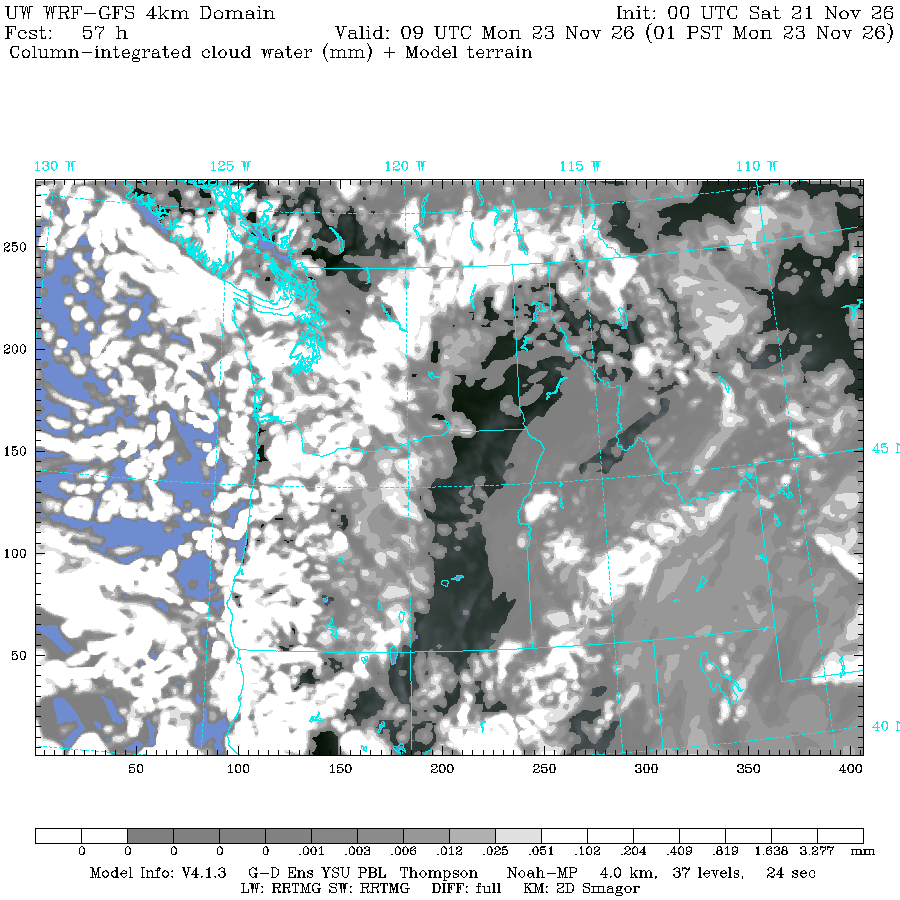 UW WRF-GFS 4km Domain Init: 00 UTC Sat 21 Nov 26
Fcst: 57 h Valid: 09 UTC Mon 23 Nov 26 (01 PST Mon 23 Nov 26)
Column-integrated cloud water (mm) + Model terrain
130 W 125 W 120 W 115 W 110 W
250
200
150
45 N
100
50
40 N
50 100 150 200 250 300 350 400
0 0 0 0 0 .001 .003 .006 .012 .025 .051 .102 .204 .409 .819 1.638 3.277 mm
Model Info: V4.1.3 G-D Ens YSU PBL Thompson Noah-MP 4.0 km, 37 levels, 24 sec
LW: RRTMG SW: RRTMG DIFF: full KM: 2D Smagor